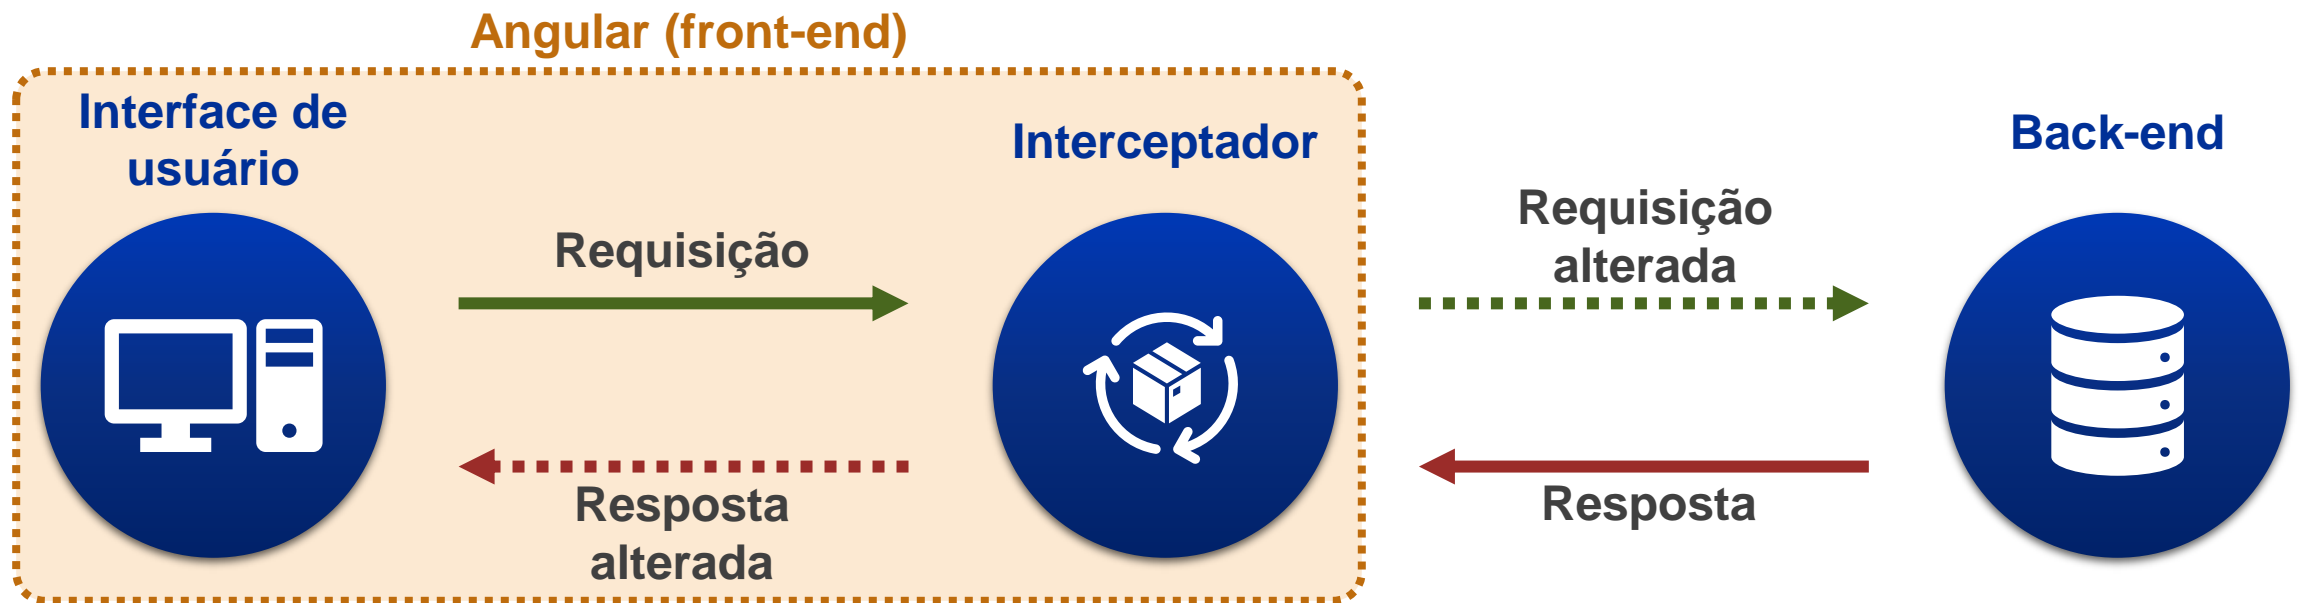 Angular (front-end)
Interface de
usuário
Interceptador
Back-end
Requisição
Requisição
alterada
Resposta
alterada
Resposta